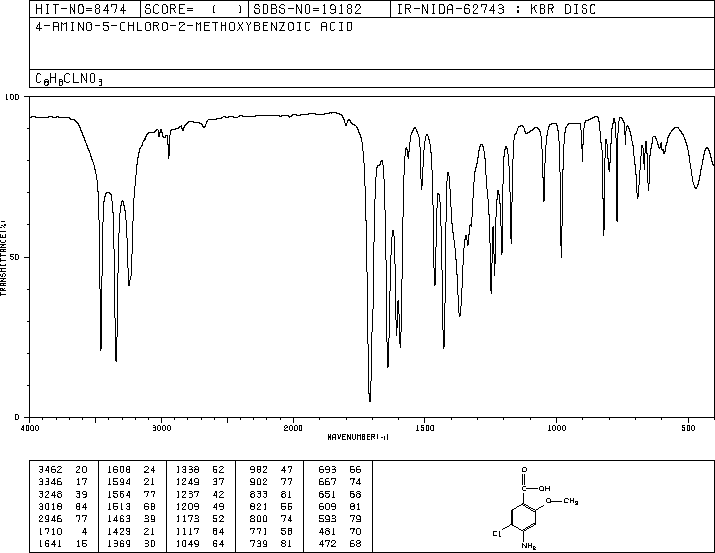 HIT-NO=8474 SCORE= ( ) SDBS-NO=19182 IR-NIDA-62743 : KBR DISC
4-AMINO-5-CHLORO-2-METHOXYBENZOIC ACID
C8H8CLNO3
100
50
0
TRANSMITTANCE(%)
4000 3000 2000 1500 1000 500
WAVENUMBER(-1)
3462 20 1608 24 1338 52 982 47 693 66
3346 17 1594 21 1249 37 902 77 667 74
3248 39 1564 77 1237 42 833 81 651 68
3018 84 1513 68 1209 49 821 55 609 81
2946 77 1463 39 1173 52 800 74 593 79
1710 4 1429 21 1117 84 771 58 481 70
1641 15 1369 30 1049 64 739 81 472 68
O
C OH
O CH3
Cl
NH2